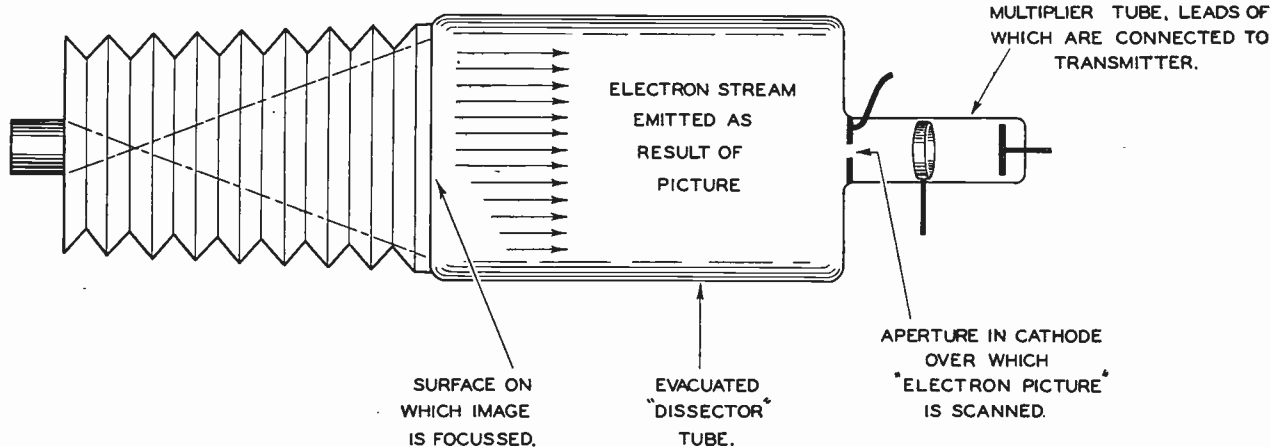 MULTIPLIER TUBE, LEADS OF
WHICH ARE CONNECTED TO
TRANSMITTER.
ELECTRON STREAM
EMITTED AS
RESULT OF
PICTURE
APERTURE IN CATHODE
OVER WHICH
"ELECTRON PICTURE"
IS SCANNED.
SURFACE ON
WHICH IMAGE
IS FOCUSSED.
EVACUATED
"DISSECTOR"
TUBE.